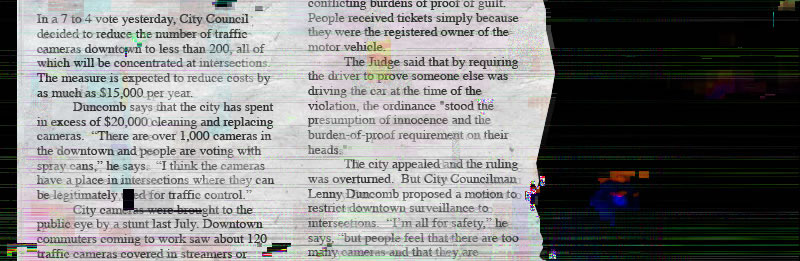 In a 7 to 4 vote yesterday, City Council
decided to reduce the number of traffic
cameras downtown to less than 200, all of
which will be concentrated at intersections.
The measure is expected to reduce costs by
as much as $15,000 per year.
Duncomb says that the city has spent
in excess of $20,000 cleaning and replacing
cameras. "There are over 1,000 cameras in
the downtown and people are voting with
spray cans," he says. "I think the cameras
have a place in intersections where they can
be legitimately for traffic control."
City cameras were brought to the
public eye by a stunt last July. Downtown
commuters coming to work saw about 120
traffic cameras covered in streamers or
conflicting burdens of proof of guilt.
People received tickets simply because
they were the registered owner of the
motor vehicle.
The Judge said that by requiring
the driver to prove someone else was
driving the car at the time of the
violation, the ordinance "stood the
presumption of innocence and the
burden-of-proof requirement on their
heads."
The city appealed and the ruling
was overturned. But City Councilman
Lenny Duncomb proposed a motion to
restrict downtown surveillance to
intersections. "I'm all for safety," he
says, "but people feel that there are too
many cameras and that they are